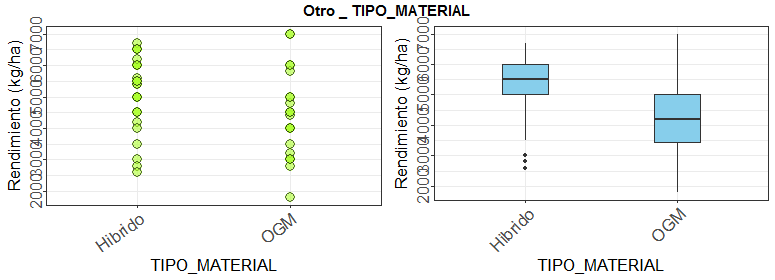 Otro _ TIPO_MATERIAL
Rendimiento (kg/ha)
7000
6000
5000
4000
3000
2000
Hibrido
OGM
TIPO_MATERIAL
Rendimiento (kg/ha)
7000
6000
5000
4000
3000
2000
Hibrido
OGM
TIPO_MATERIAL